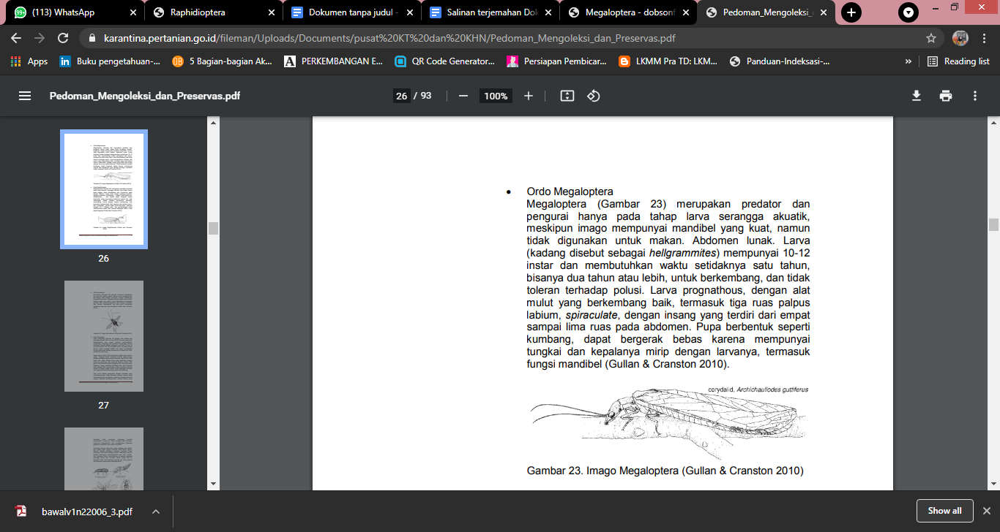 (113) WhatsApp
Raphidioptera
Dokumen tanpa judul -
Salinan terjemahan Dok
Megaloptera - dobsonf
Pedoman_Mengoleksi_
karantina.pertanian.go.id/fileman/Uploads/Documents/pusat%20KT%20dan%20KHN/Pedoman_Mengoleksi_dan_Preservas.pdf
Apps
Buku pengetahuan-...
5 Bagian-bagian Ak...
PERKEMBANGAN E...
QR Code Generator...
Persiapan Pembicar...
LKMM Pra TD: LKM...
Panduan-Indeksasi-...
»
Reading list
Pedoman_Mengoleksi_dan_Preservas.pdf
26 / 93
100%
26
27
• Ordo Megaloptera
Megaloptera (Gambar 23) merupakan predator dan
pengurai hanya pada tahap larva serangga akuatik,
meskipun imago mempunyai mandibel yang kuat, namun
tidak digunakan untuk makan. Abdomen lunak. Larva
(kadang disebut sebagai hellgrammites) mempunyai 10-12
instar dan membutuhkan waktu setidaknya satu tahun,
bisanya dua tahun atau lebih, untuk berkembang, dan tidak
toleran terhadap polusi. Larva prognathous, dengan alat
mulut yang berkembang baik, termasuk tiga ruas palpus
labium, spiraculate, dengan insang yang terdiri dari empat
sampai lima ruas pada abdomen. Pupa berbentuk seperti
kumbang, dapat bergerak bebas karena mempunyai
tungkai dan kepalanya mirip dengan larvanya, termasuk
fungsi mandibel (Gullan & Cranston 2010).
corydalid, Archichauliodes guttiferus
Gambar 23. Imago Megaloptera (Gullan & Cranston 2010)
bawalv1n22006_3.pdf
Show all